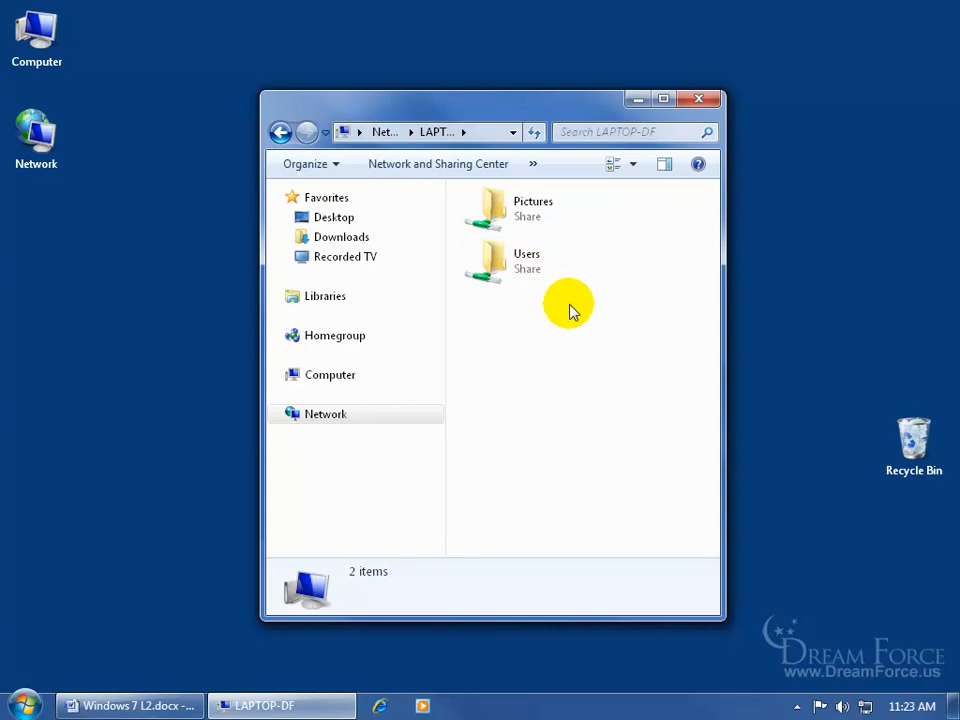 Computer
Network
Net...
LAPT...
Search LAPTOP-DF
Organize
Network and Sharing Center
»
Favorites
Desktop
Downloads
Recorded TV
Libraries
Homegroup
Computer
Network
Pictures
Share
Users
Share
2 items
Recycle Bin
DREAM FORCE
www.DreamForce.us
Windows 7 L2.docx -...
LAPTOP-DF
11:23 AM